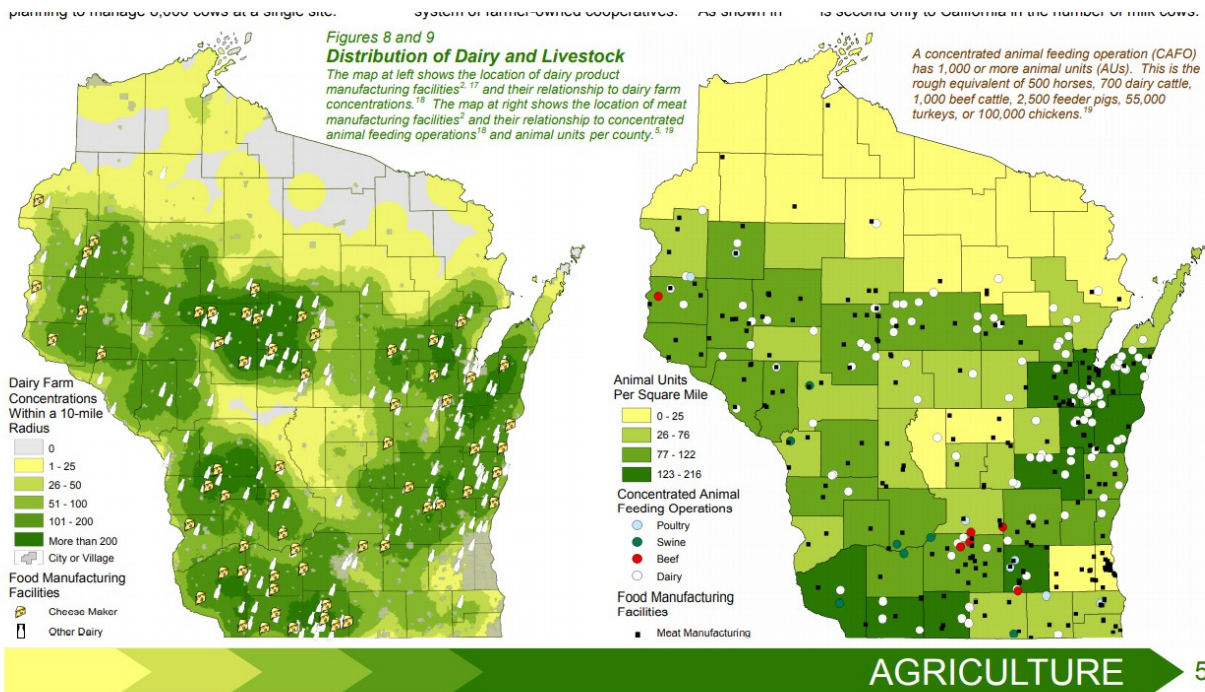 planning to manage 8,000 cows at a single site.
system of farmer-owned cooperatives. As shown in
is second only to California in the number of milk cows.
Figures 8 and 9
Distribution of Dairy and Livestock
The map at left shows the location of dairy product
manufacturing facilities2, 17 and their relationship to dairy farm
concentrations.18 The map at right shows the location of meat
manufacturing facilities2 and their relationship to concentrated
animal feeding operations18 and animal units per county.5, 19
A concentrated animal feeding operation (CAFO)
has 1,000 or more animal units (AUs). This is the
rough equivalent of 500 horses, 700 dairy cattle,
1,000 beef cattle, 2,500 feeder pigs, 55,000
turkeys, or 100,000 chickens.19
Dairy Farm
Concentrations
Within a 10-mile
Radius
0
1 - 25
26 - 50
51 - 100
101 - 200
More than 200
City or Village
Food Manufacturing
Facilities
Cheese Maker
Other Dairy
Animal Units
Per Square Mile
0 - 25
26 - 76
77 - 122
123 - 216
Concentrated Animal
Feeding Operations
Poultry
Swine
Beef
Dairy
Food Manufacturing
Facilities
Meat Manufacturing
AGRICULTURE 5